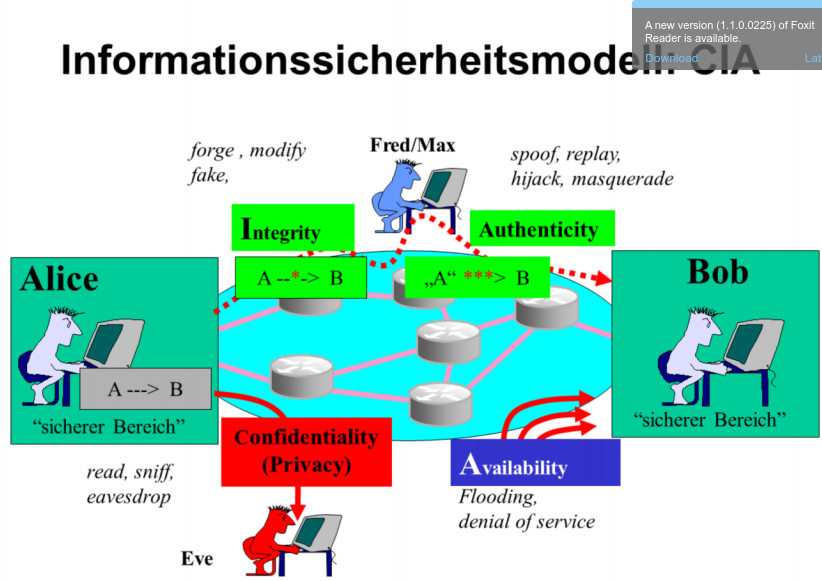 A new version (1.1.0.0225) of Foxit
Reader is available.
Download Lat
Informationssicherheitsmodell: CIA
forge , modify
fake,
Fred/Max
spoof, replay,
hijack, masquerade
Integrity
Authenticity
Alice
A --*-> B
„A“ ***> B
Bob
A ---> B
“sicherer Bereich”
“sicherer Bereich”
Confidentiality
(Privacy)
Availability
read, sniff,
eavesdrop
Flooding,
denial of service
Eve